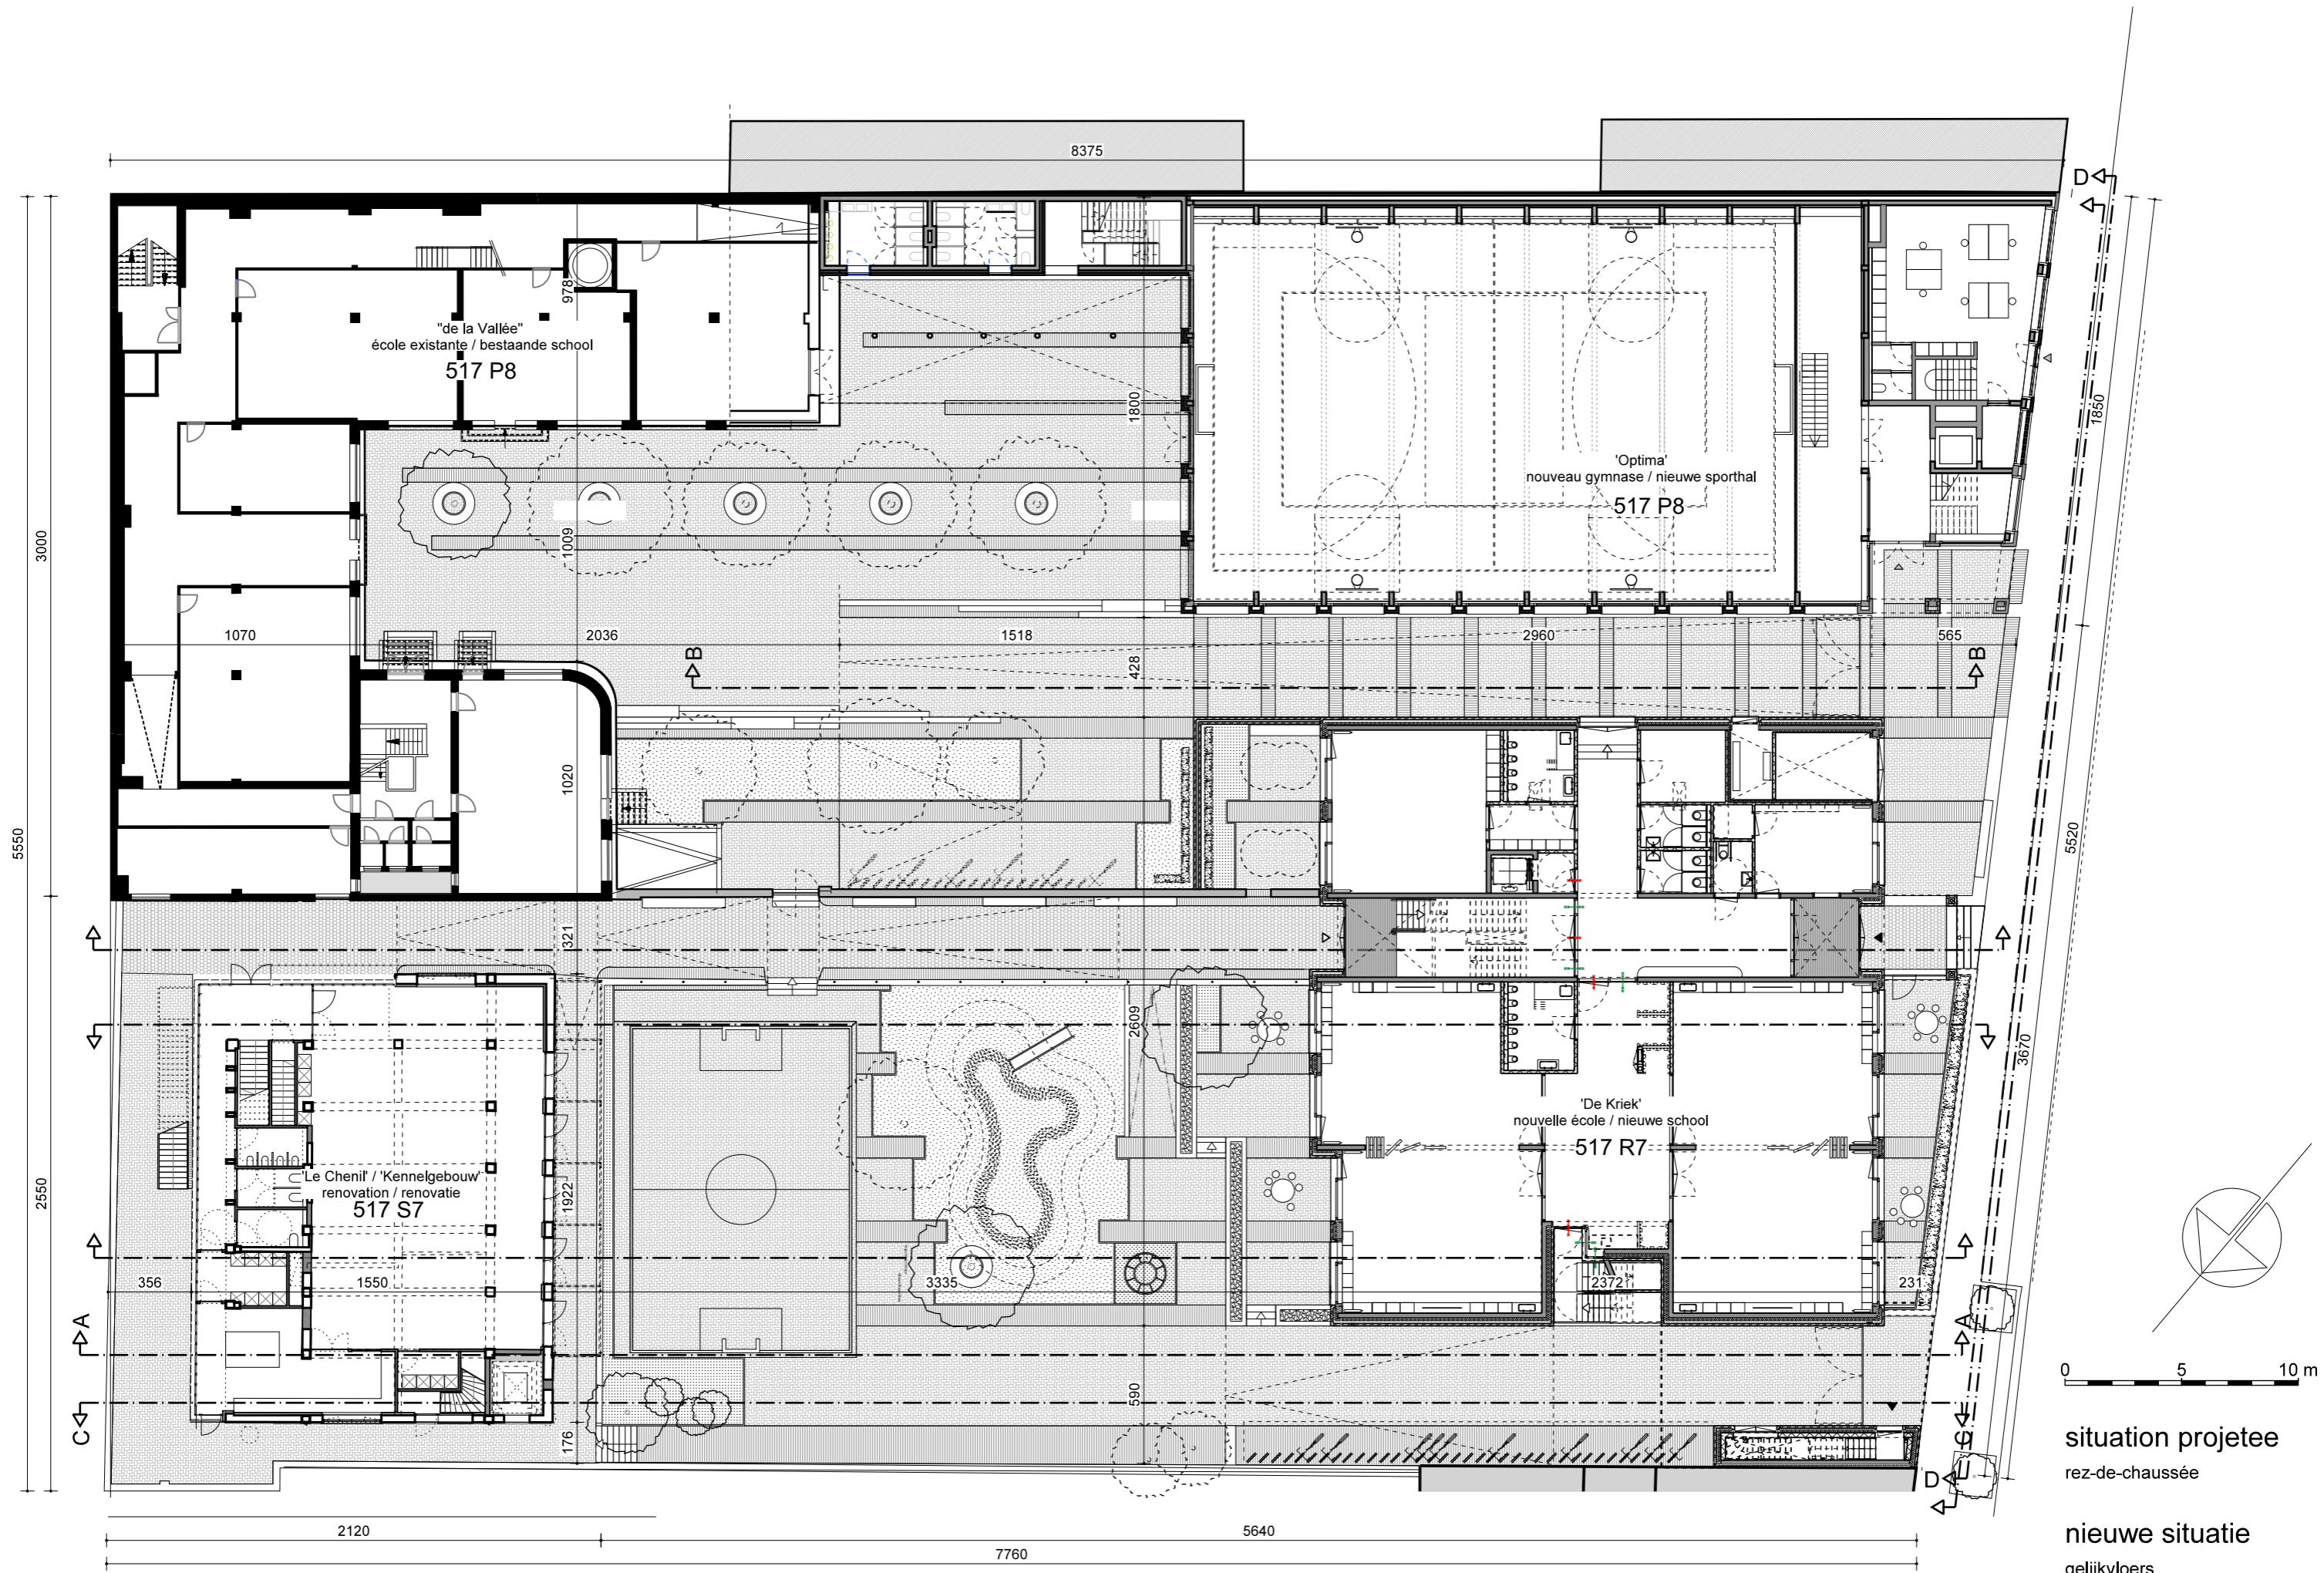 8375
D
"de la Vallée"
école existante / bestaande school
517 P8
978
1800
1850
'Optima'
nouveau gymnase / nieuwe sporthal
517 P8
3000
1009
1070
2036
1518
2960
565
B
B
428
1020
5550
5520
321
2609
3670
'De Kriek'
nouvelle école / nieuwe school
517 R7
'Le Chenil' / 'Kennelgebouw'
renovation / renovatie
517 S7
1922
2550
356
1550
3335
2372
231
A
A
0 5 10 m
590
C
C
176
D
situation projetee
rez-de-chaussée
nieuwe situatie
gelijkvloers
2120
5640
7760